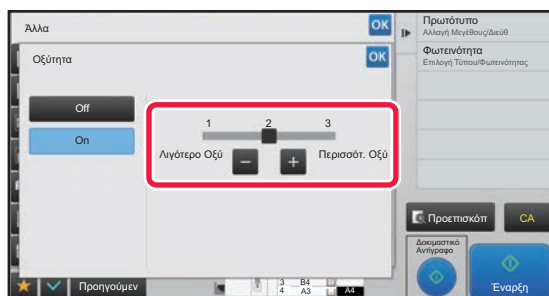 Άλλα
OK
Οξύτητα
OK
Off
On
1 2 3
Λιγότερο Οξύ - + Περισσότ. Οξύ
Πρωτότυπο
Αλλαγή Μεγέθους/Διεύθ
Φωτεινότητα
Επιλογή Τύπου/Φωτεινότητας
Προεπισκόπ
CA
Δοκιμαστικό
Αντίγραφο
Έναρξη
Προηγούμεν
3 B4
4 A3
A4